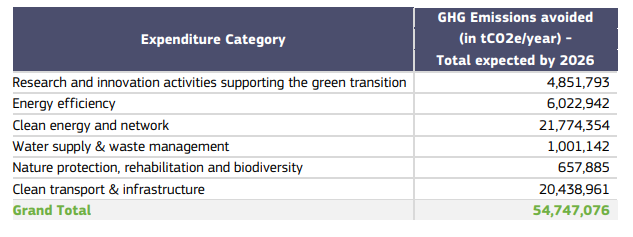 Expenditure Category
GHG Emissions avoided
(in tCO2e/year) –
Total expected by 2026
Research and innovation activities supporting the green transition 4,851,793
Energy efficiency 6,022,942
Clean energy and network 21,774,354
Water supply & waste management 1,001,142
Nature protection, rehabilitation and biodiversity 657,885
Clean transport & infrastructure 20,438,961
Grand Total 54,747,076